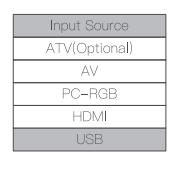 Input Source
ATV(Optional)
AV
PC-RGB
HDMI
USB